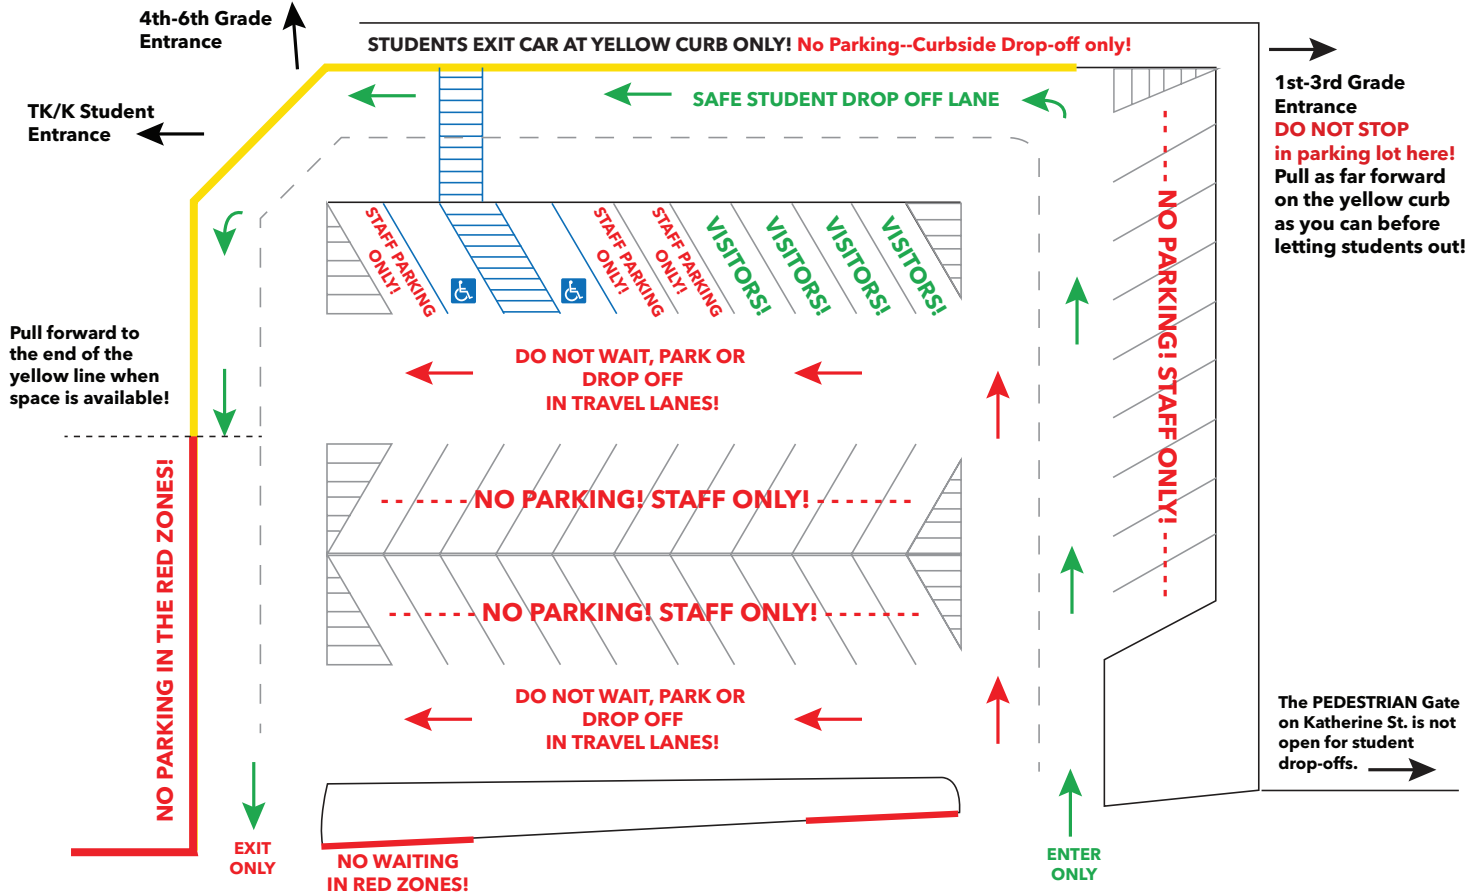 4th-6th Grade
Entrance
STUDENTS EXIT CAR AT YELLOW CURB ONLY! No Parking--Curbside Drop-off only!
1st-3rd Grade
Entrance
DO NOT STOP
in parking lot here!
Pull as far forward
on the yellow curb
as you can before
letting students out!
TK/K Student
Entrance
SAFE STUDENT DROP OFF LANE
STAFF PARKING
ONLY!
STAFF PARKING
ONLY!
STAFF PARKING
ONLY!
VISITORS!
VISITORS!
VISITORS!
VISITORS!
NO PARKING! STAFF ONLY!
Pull forward to
the end of the
yellow line when
space is available!
DO NOT WAIT, PARK OR
DROP OFF
IN TRAVEL LANES!
NO PARKING IN THE RED ZONES!
NO PARKING! STAFF ONLY!
NO PARKING! STAFF ONLY!
DO NOT WAIT, PARK OR
DROP OFF
IN TRAVEL LANES!
The PEDESTRIAN Gate
on Katherine St. is not
open for student
drop-offs.
EXIT
ONLY
NO WAITING
IN RED ZONES!
ENTER
ONLY